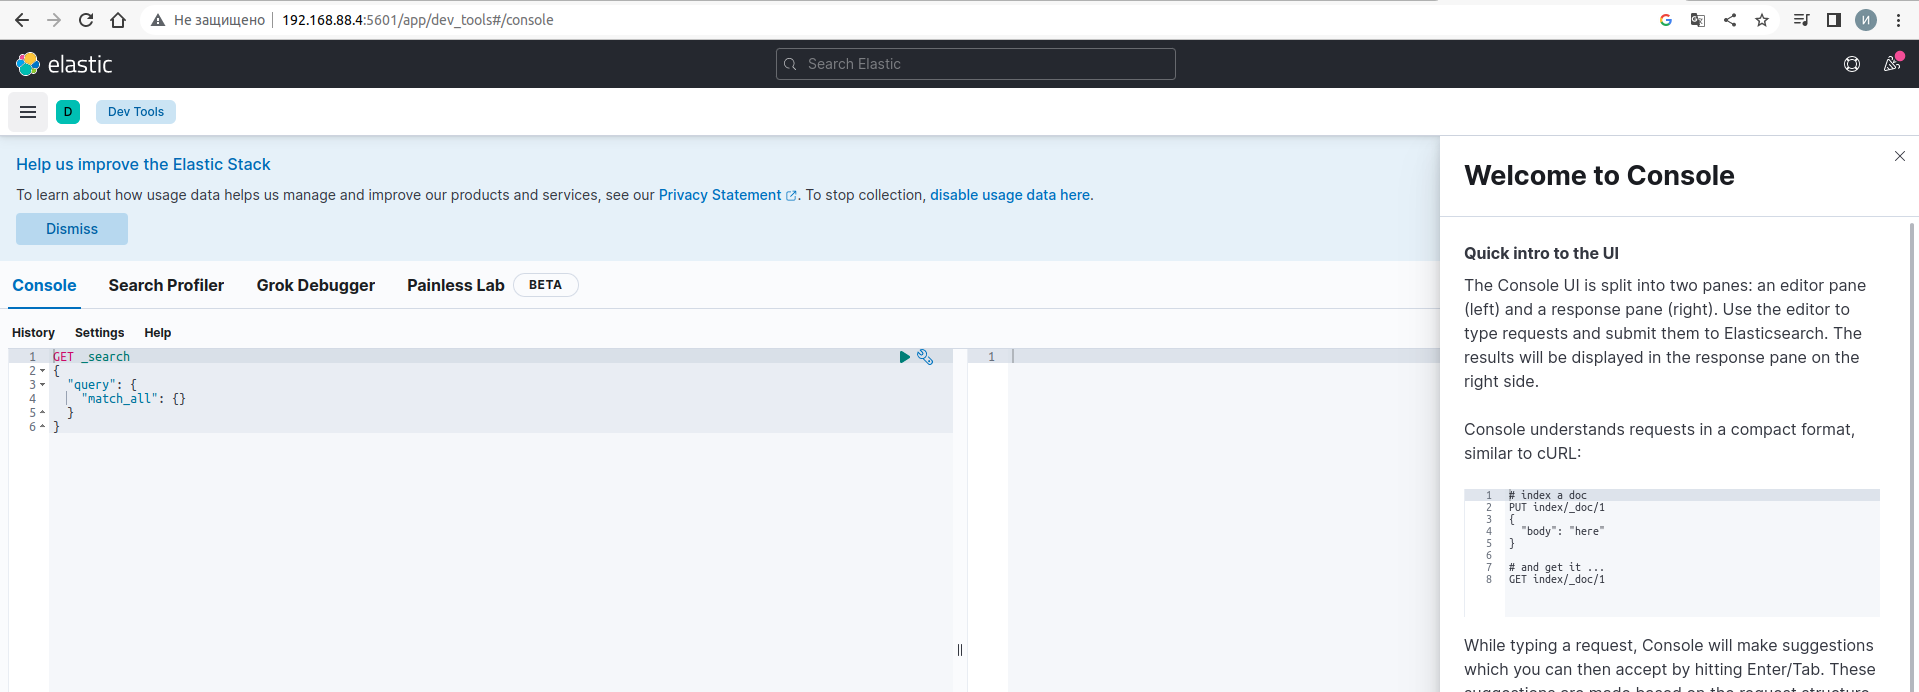 Не защищено 192.168.88.4:5601/app/dev_tools#/console
И
elastic
Search Elastic
D Dev Tools
Help us improve the Elastic Stack
To learn about how usage data helps us manage and improve our products and services, see our Privacy Statement. To stop collection, disable usage data here.
Dismiss
Console Search Profiler Grok Debugger Painless Lab BETA
History Settings Help
1 GET _search
2 {
3 "query": {
4 "match_all": {}
5 }
6 }
1
Welcome to Console
Quick intro to the UI
The Console UI is split into two panes: an editor pane
(left) and a response pane (right). Use the editor to
type requests and submit them to Elasticsearch. The
results will be displayed in the response pane on the
right side.
Console understands requests in a compact format,
similar to cURL:
1 # index a doc
2 PUT index/_doc/1
3 {
4 "body": "here"
5 }
6
7 # and get it ...
8 GET index/_doc/1
While typing a request, Console will make suggestions
which you can then accept by hitting Enter/Tab. These
suggestions are made based on the request structure